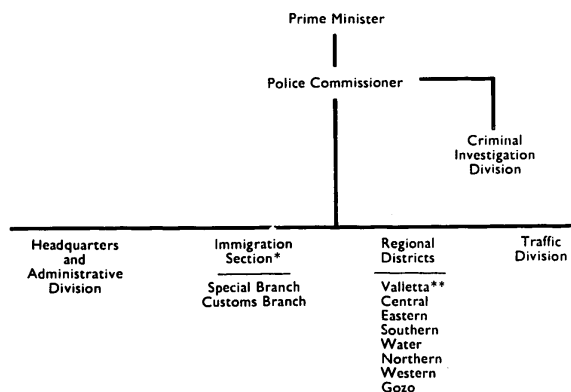 Prime Minister
Police Commissioner
Criminal
Investigation
Division
Headquarters
and
Administrative
Division
Immigration
Section*
Special Branch
Customs Branch
Regional
Districts
Valletta**
Central
Eastern
Southern
Water
Northern
Western
Gozo
Traffic
Division